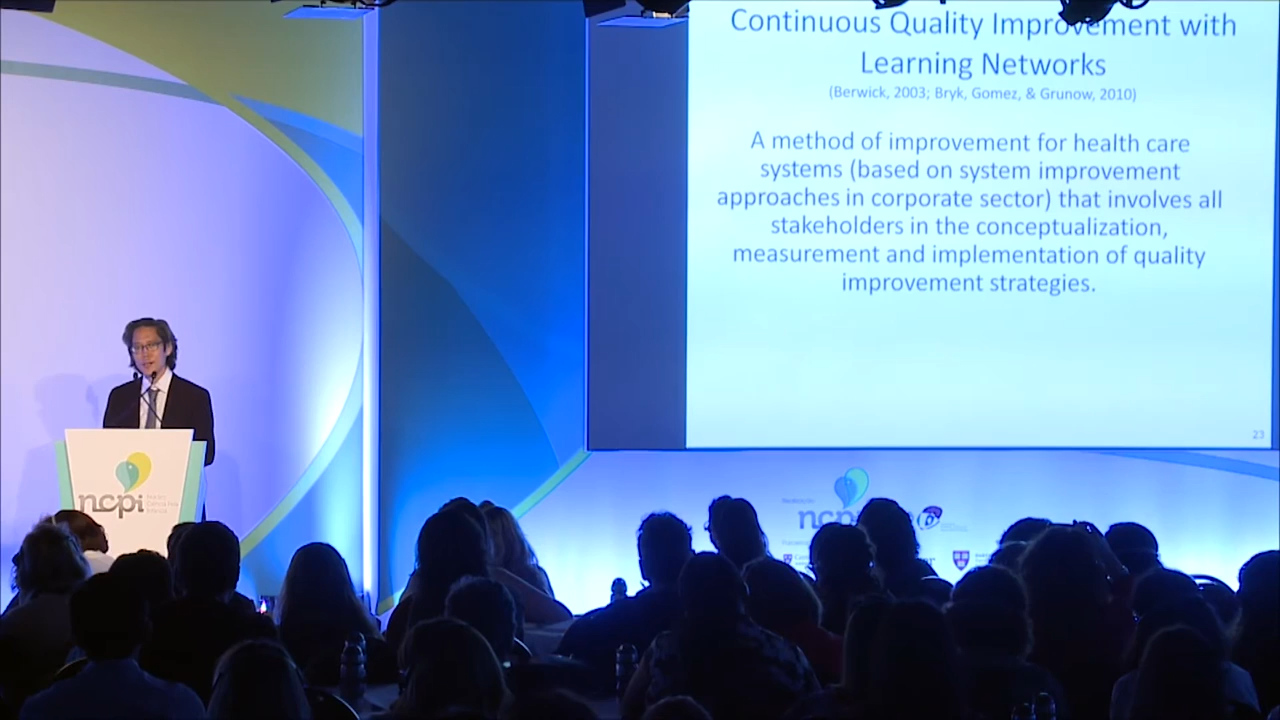 Continuous Quality Improvement with
Learning Networks
(Berwick, 2003; Bryk, Gomez, & Grunow, 2010)
A method of improvement for health care
systems (based on system improvement
approaches in corporate sector) that involves all
stakeholders in the conceptualization,
measurement and implementation of quality
improvement strategies.
23
ncpi